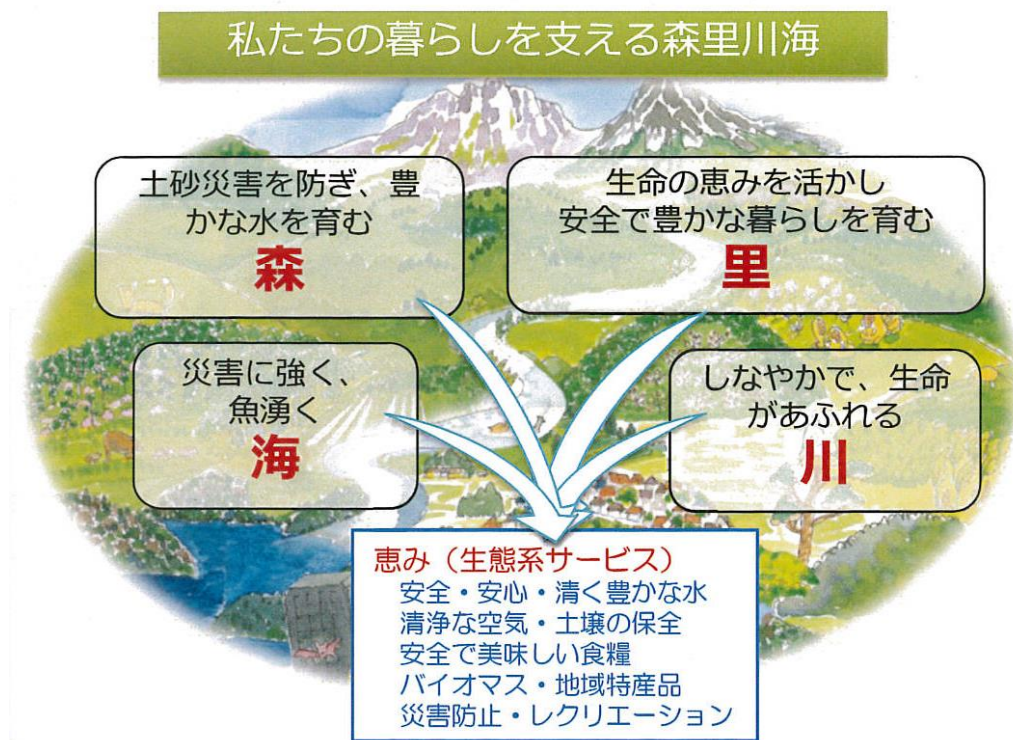 私たちの暮らしを支える森里川海
土砂災害を防ぎ、豊
かな水を育む
森
生命の恵みを活かし
安全で豊かな暮らしを育む
里
災害に強く、
魚湧く
海
しなやかで、生命
があふれる
川
恵み（生態系サービス）
安全・安心・清く豊かな水
清浄な空気・土壌の保全
安全で美味しい食糧
バイオマス・地域特産品
災害防止・レクリエーション